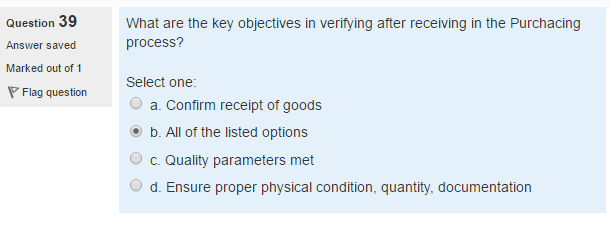 Question 39
Answer saved
Marked out of 1
Flag question
What are the key objectives in verifying after receiving in the Purchacing
process?
Select one:
a. Confirm receipt of goods
b. All of the listed options
c. Quality parameters met
d. Ensure proper physical condition, quantity, documentation